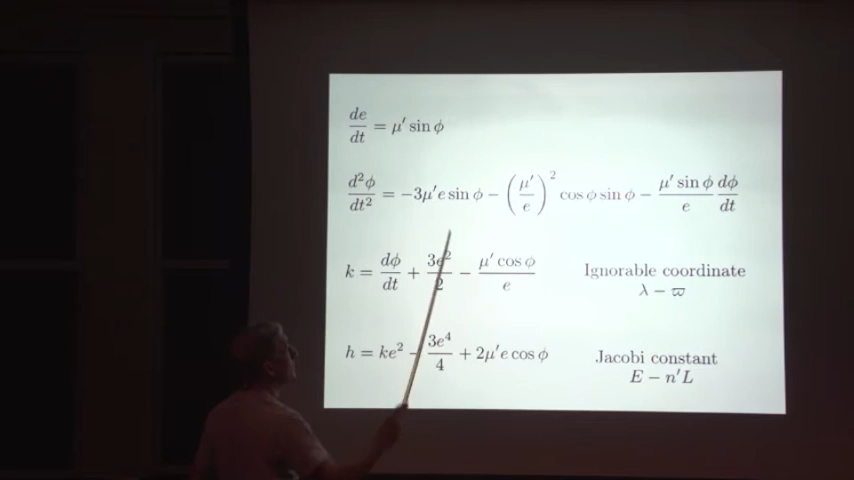 de/dt = μ′ sin ϕ
d²ϕ/dt² = −3μ′e sin ϕ − (μ′/e)² cos ϕ sin ϕ − (μ′ sin ϕ/e) dϕ/dt
k = dϕ/dt + 3e²/2 − μ′ cos ϕ/e Ignorable coordinate
λ − ϖ
h = ke² − 3e⁴/4 + 2μ′e cos ϕ Jacobi constant
E − n′L